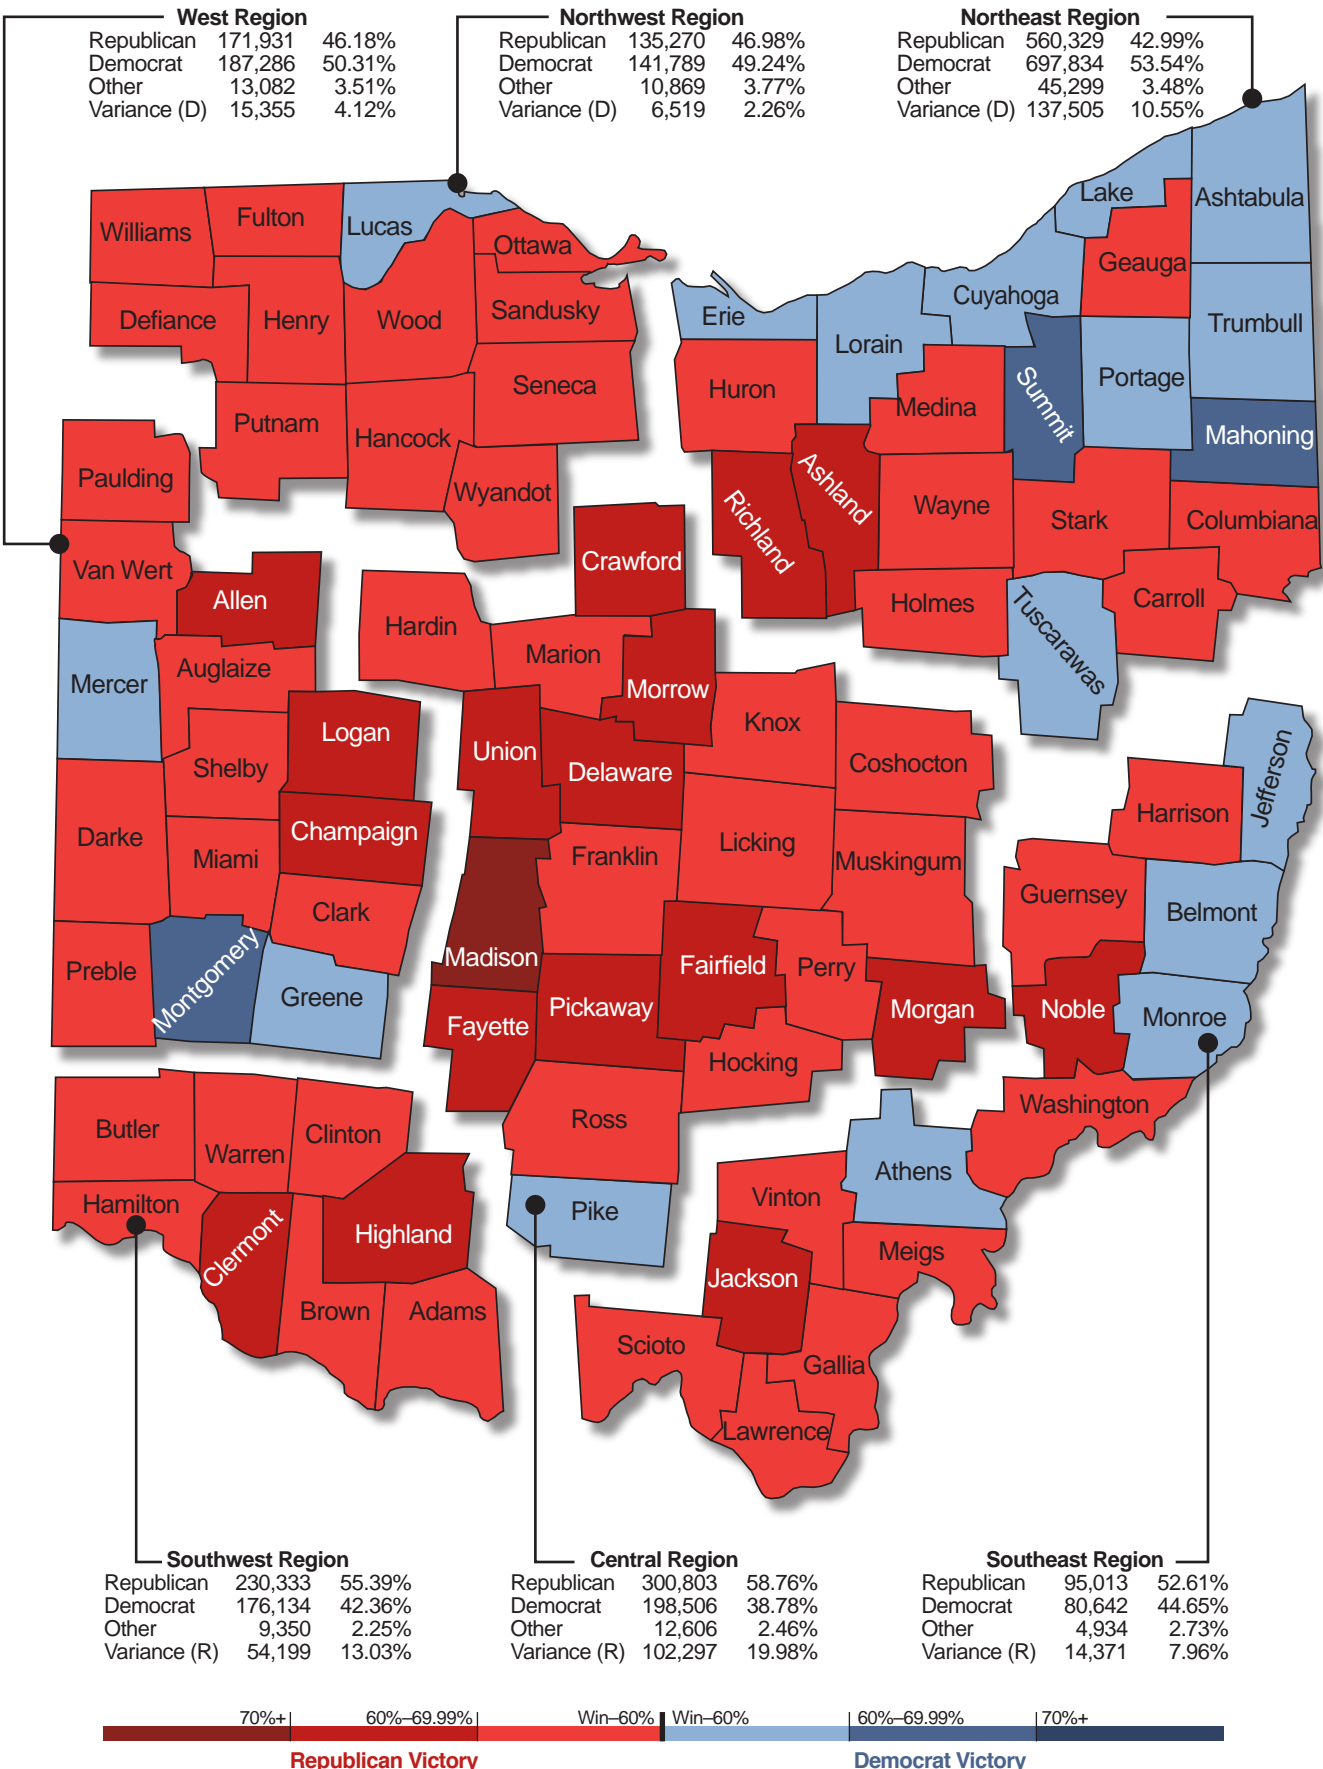 West Region
Republican 171,931 46.18%
Democrat 187,286 50.31%
Other 13,082 3.51%
Variance (D) 15,355 4.12%
Northwest Region
Republican 135,270 46.98%
Democrat 141,789 49.24%
Other 10,869 3.77%
Variance (D) 6,519 2.26%
Northeast Region
Republican 560,329 42.99%
Democrat 697,834 53.54%
Other 45,299 3.48%
Variance (D) 137,505 10.55%
Williams
Fulton
Lucas
Ottawa
Defiance
Henry
Wood
Sandusky
Seneca
Putnam
Hancock
Wyandot
Lake
Ashtabula
Geauga
Cuyahoga
Erie
Lorain
Trumbull
Huron
Medina
Summit
Portage
Mahoning
Richland
Ashland
Wayne
Stark
Columbiana
Holmes
Tuscarawas
Carroll
Paulding
Van Wert
Allen
Mercer
Auglaize
Logan
Shelby
Champaign
Darke
Miami
Clark
Preble
Montgomery
Greene
Crawford
Hardin
Marion
Morrow
Knox
Union
Delaware
Coshocton
Franklin
Licking
Muskingum
Madison
Fairfield
Perry
Pickaway
Fayette
Morgan
Hocking
Ross
Pike
Jefferson
Harrison
Guernsey
Belmont
Noble
Monroe
Washington
Athens
Vinton
Meigs
Jackson
Scioto
Gallia
Lawrence
Butler
Warren
Clinton
Hamilton
Clermont
Highland
Brown
Adams
Southwest Region
Republican 230,333 55.39%
Democrat 176,134 42.36%
Other 9,350 2.25%
Variance (R) 54,199 13.03%
Central Region
Republican 300,803 58.76%
Democrat 198,506 38.78%
Other 12,606 2.46%
Variance (R) 102,297 19.98%
Southeast Region
Republican 95,013 52.61%
Democrat 80,642 44.65%
Other 4,934 2.73%
Variance (R) 14,371 7.96%
70%+ 60%–69.99% Win–60% Win–60% 60%–69.99% 70%+
Republican Victory Democrat Victory